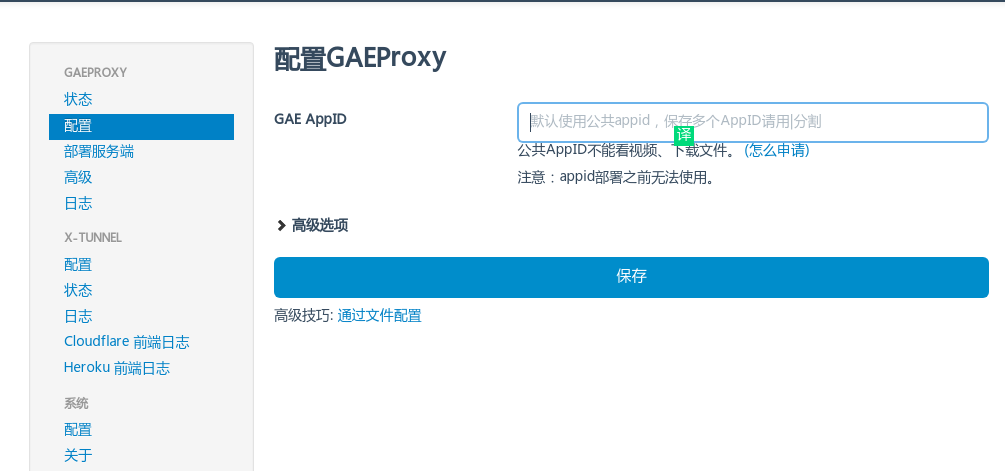 GAEPROXY
状态
配置
部署服务端
高级
日志
X-TUNNEL
配置
状态
日志
Cloudflare 前端日志
Heroku 前端日志
系统
配置
关于
配置GAEProxy
GAE AppID
默认使用公共appid，保存多个AppID请用|分割
译
公共AppID不能看视频、下载文件。 (怎么申请)
注意：appid部署之前无法使用。
高级选项
保存
高级技巧: 通过文件配置